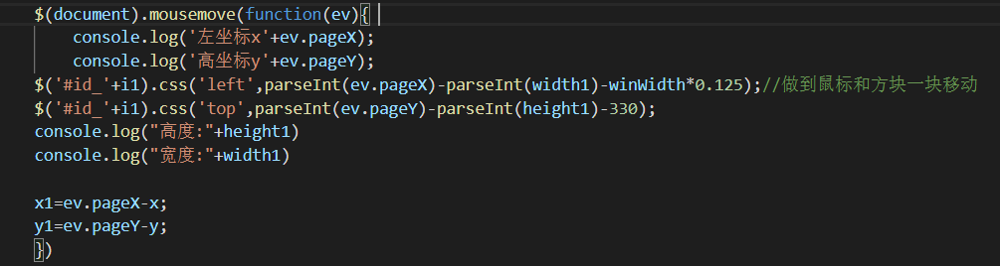 $(document).mousemove(function(ev){
console.log('左坐标x'+ev.pageX);
console.log('高坐标y'+ev.pageY);
$('#id_'+i1).css('left',parseInt(ev.pageX)-parseInt(width1)-winWidth*0.125);//做到鼠标和方块一块移动
$('#id_'+i1).css('top',parseInt(ev.pageY)-parseInt(height1)-330);
console.log("高度:"+height1)
console.log("宽度:"+width1)
x1=ev.pageX-x;
y1=ev.pageY-y;
})